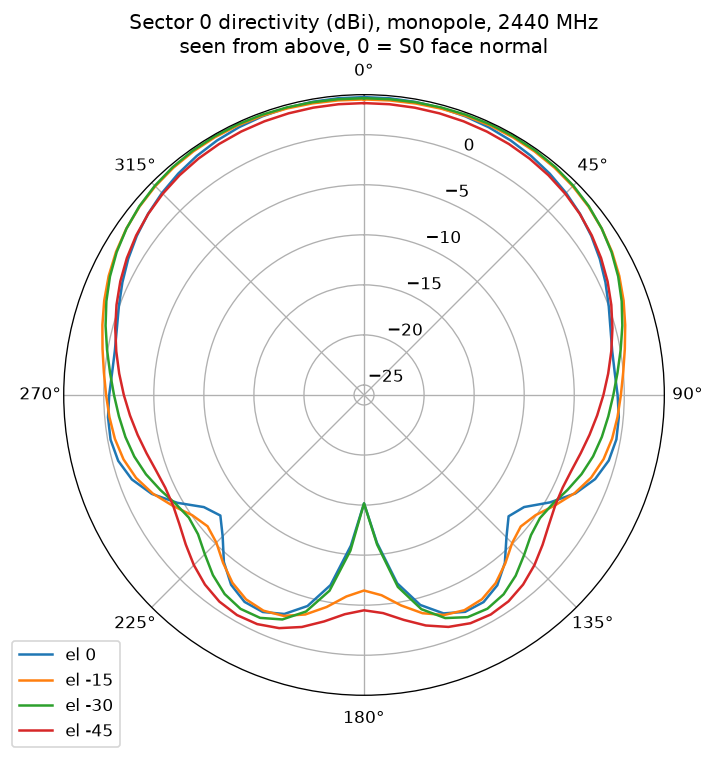 Sector 0 directivity (dBi), monopole, 2440 MHz
seen from above, 0 = S0 face normal
0°
315°
45°
0
−5
−10
−15
−20
−25
270°
90°
225°
135°
180°
el 0
el -15
el -30
el -45